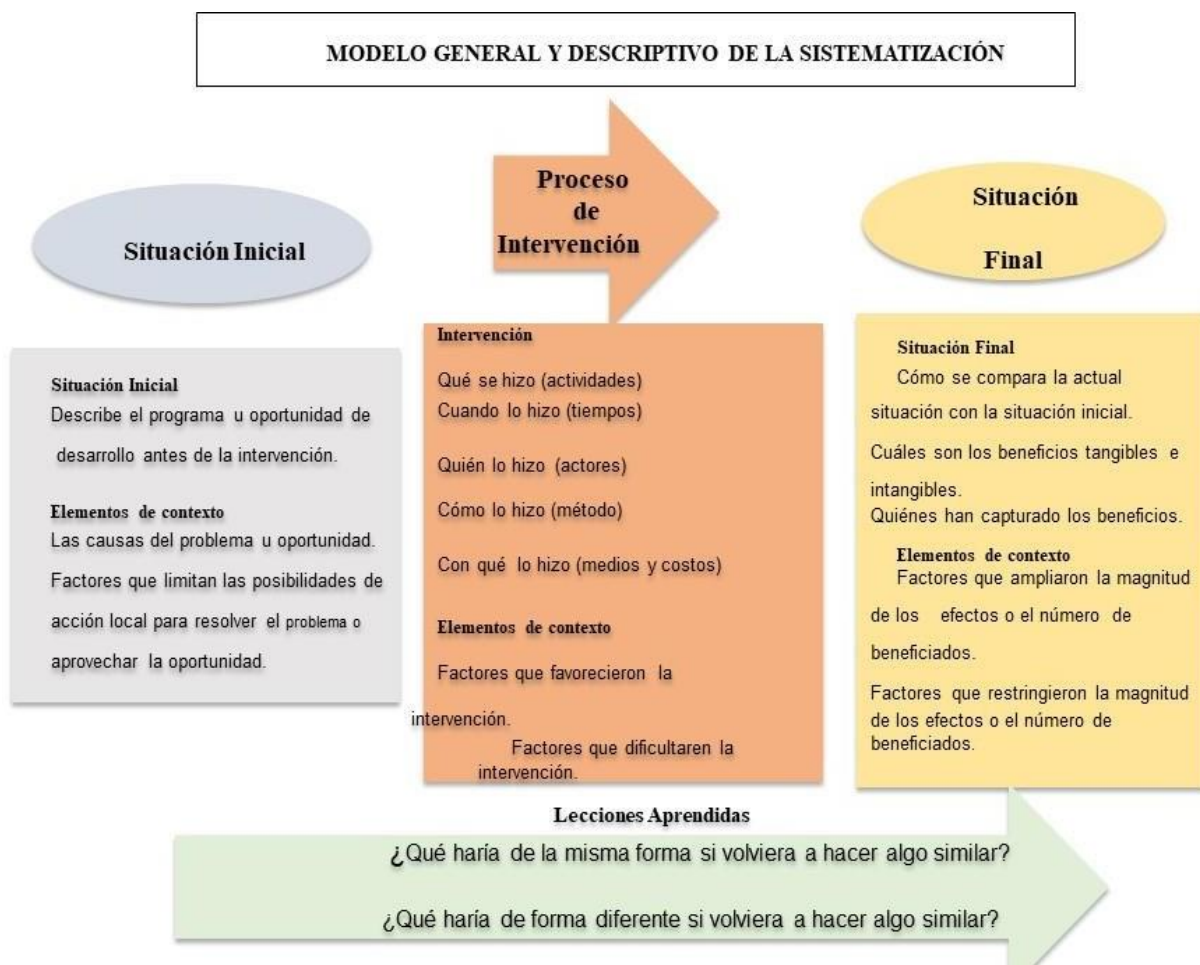 MODELO GENERAL Y DESCRIPTIVO DE LA SISTEMATIZACIÓN
Situación Inicial
Proceso
de
Intervención
Situación
Final
Situación Inicial
Describe el programa u oportunidad de
desarrollo antes de la intervención.
Elementos de contexto
Las causas del problema u oportunidad.
Factores que limitan las posibilidades de
acción local para resolver el problema o
aprovechar la oportunidad.
Intervención
Qué se hizo (actividades)
Cuando lo hizo (tiempos)
Quién lo hizo (actores)
Cómo lo hizo (método)
Con qué lo hizo (medios y costos)
Elementos de contexto
Factores que favorecieron la
intervención.
Factores que dificultaren la
intervención.
Situación Final
Cómo se compara la actual
situación con la situación inicial.
Cuáles son los beneficios tangibles e
intangibles.
Quiénes han capturado los beneficios.
Elementos de contexto
Factores que ampliaron la magnitud
de los efectos o el número de
beneficiados.
Factores que restringieron la magnitud
de los efectos o el número de
beneficiados.
Lecciones Aprendidas
¿Qué haría de la misma forma si volviera a hacer algo similar?
¿Qué haría de forma diferente si volviera a hacer algo similar?